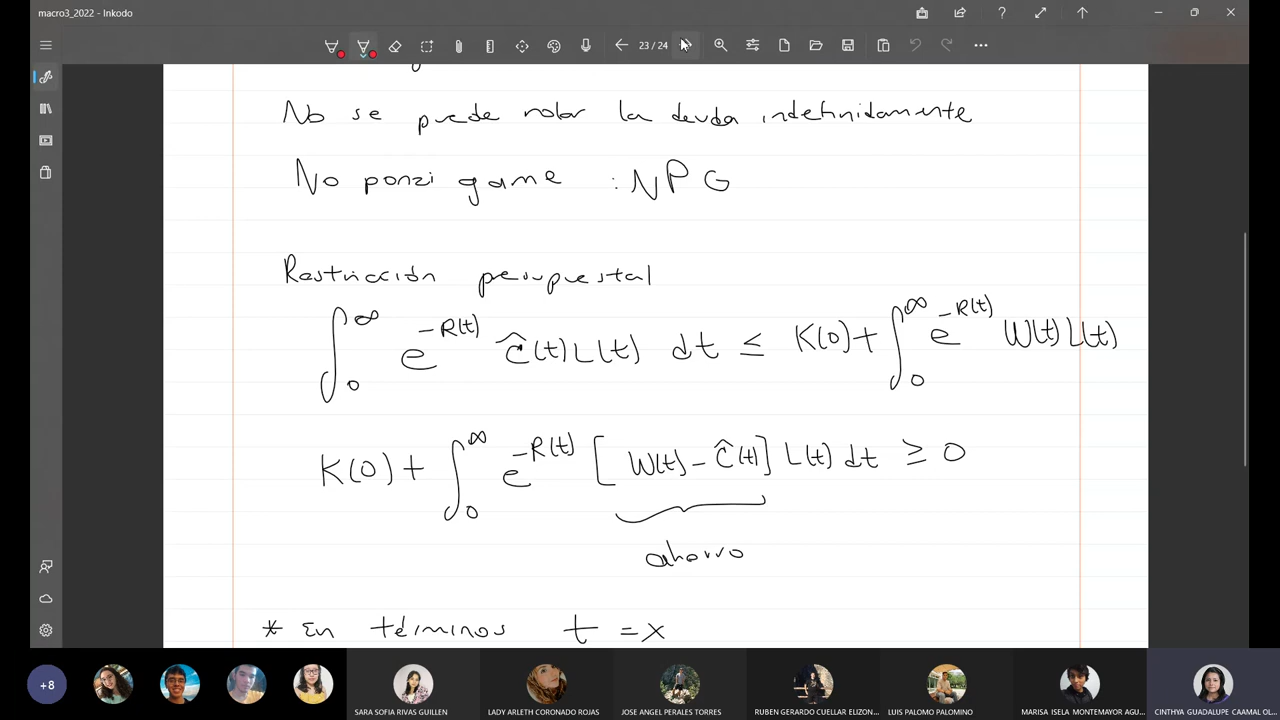 macro3_2022 - Inkodo
23 / 24
No se puede rolar la deuda indefinidamente
No ponzi game : NPG
Restricción persupuestal
∫₀^∞ e^{-R(t)} Ĉ(t) L(t) dt ≤ K(0) + ∫₀^∞ e^{-R(t)} W(t) L(t)
K(0) + ∫₀^∞ e^{-R(t)} [ W(t) - Ĉ(t) ] L(t) dt ≥ 0
ahorro
* En términos t = x
+8
SARA SOFIA RIVAS GUILLEN
LADY ARLETH CORONADO ROJAS
JOSE ANGEL PERALES TORRES
RUBEN GERARDO CUELLAR ELIZON...
LUIS PALOMO PALOMINO
MARISA ISELA MONTEMAYOR AGU...
CINTHYA GUADALUPE CAAMAL OL...